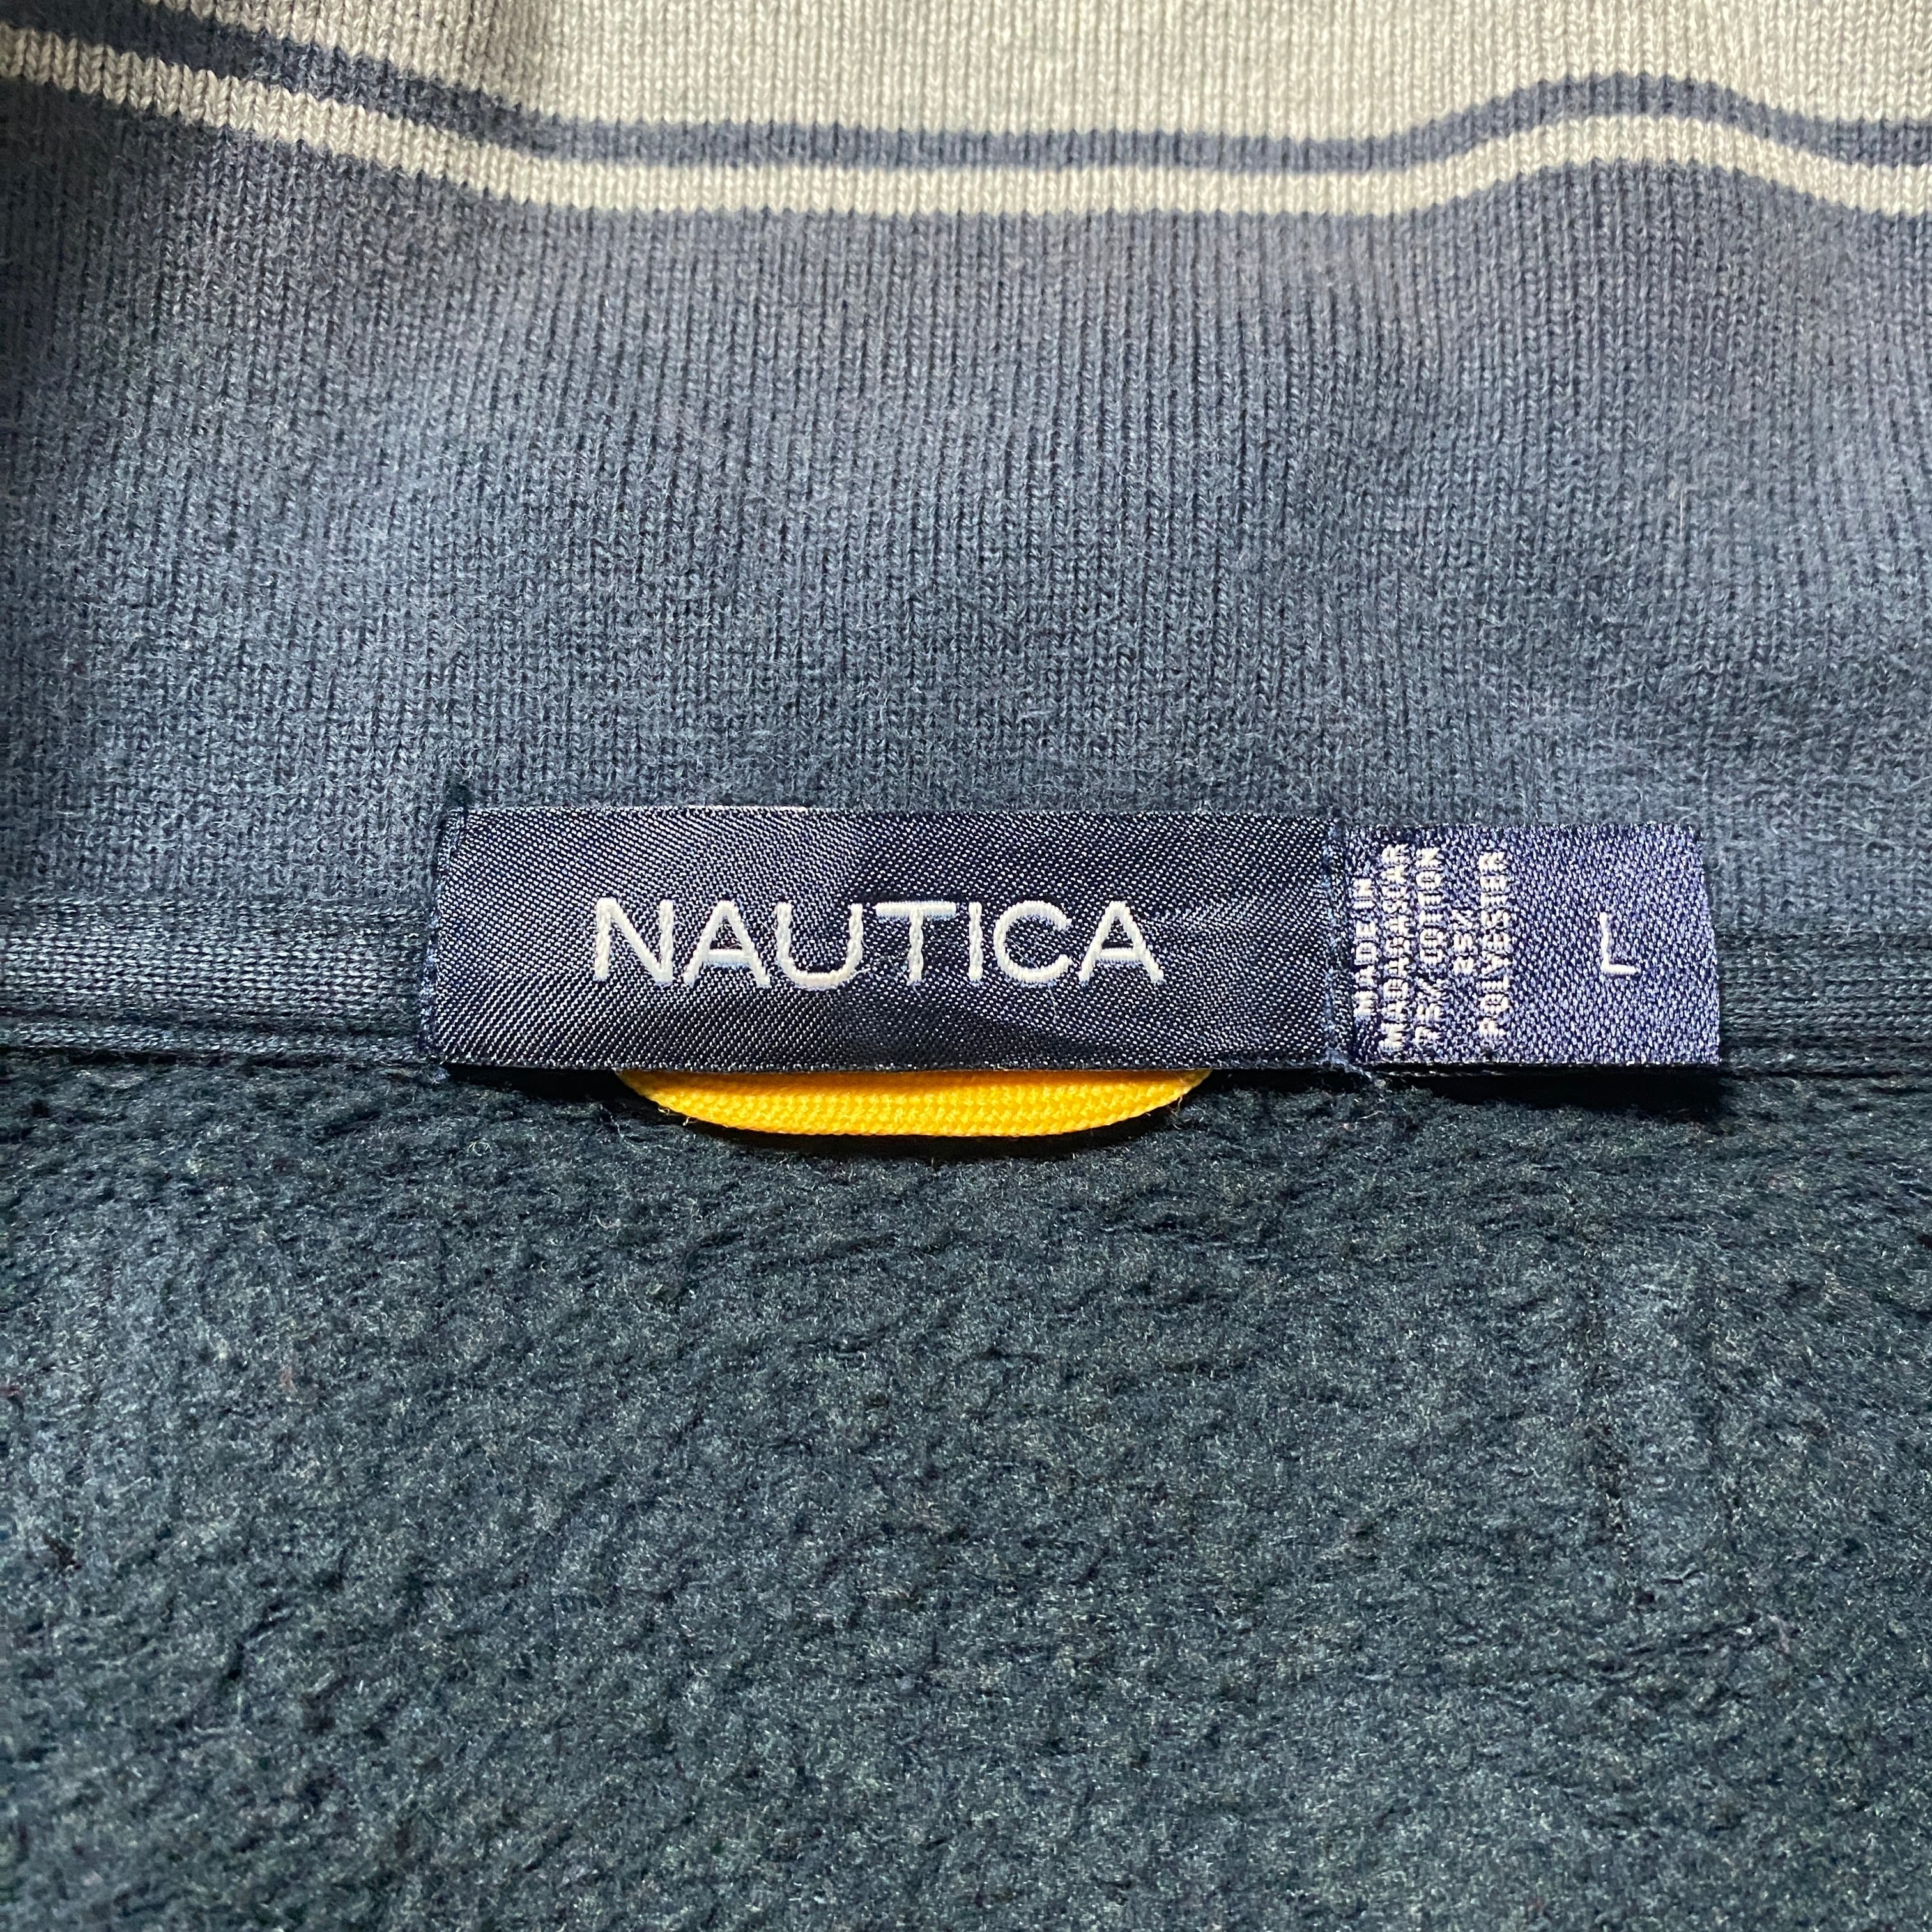 NAUTICA
MADE IN
MADAGASCAR
75% COTTON
25%
POLYESTER
L